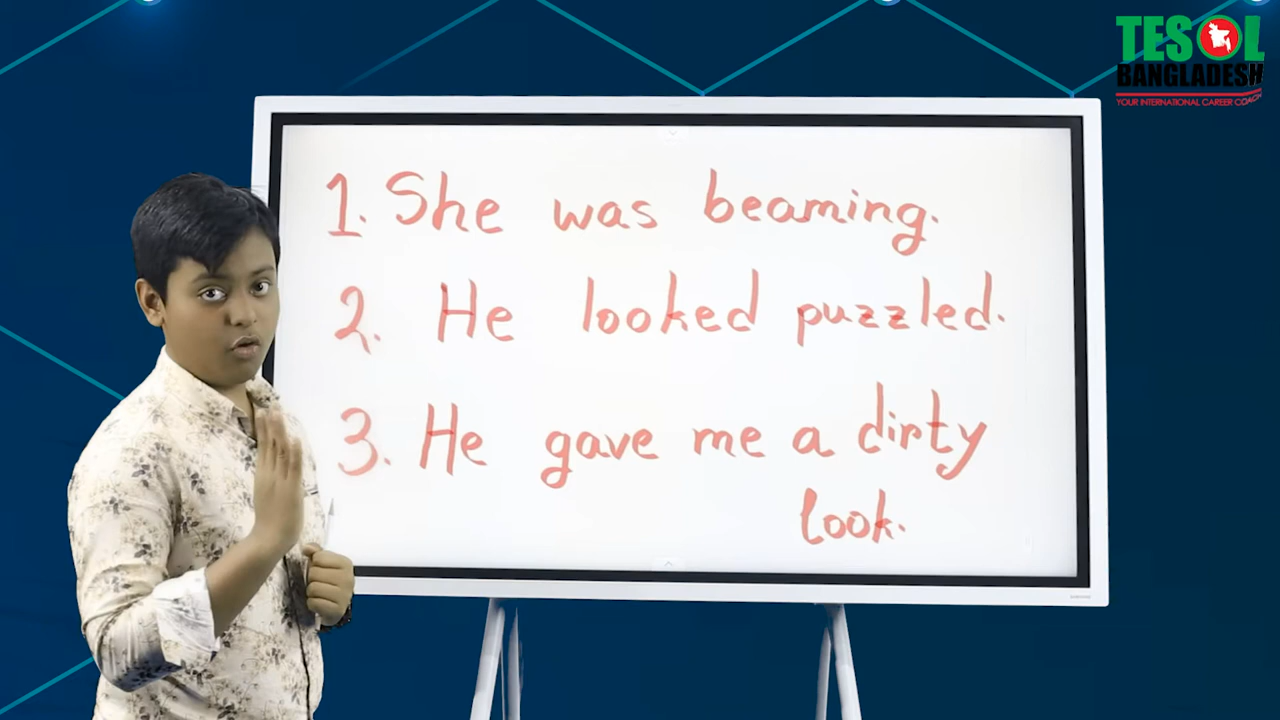 TESOL
BANGLADESH
YOUR INTERNATIONAL CAREER COACH
1. She was beaming.
2. He looked puzzled.
3. He gave me a dirty
look.